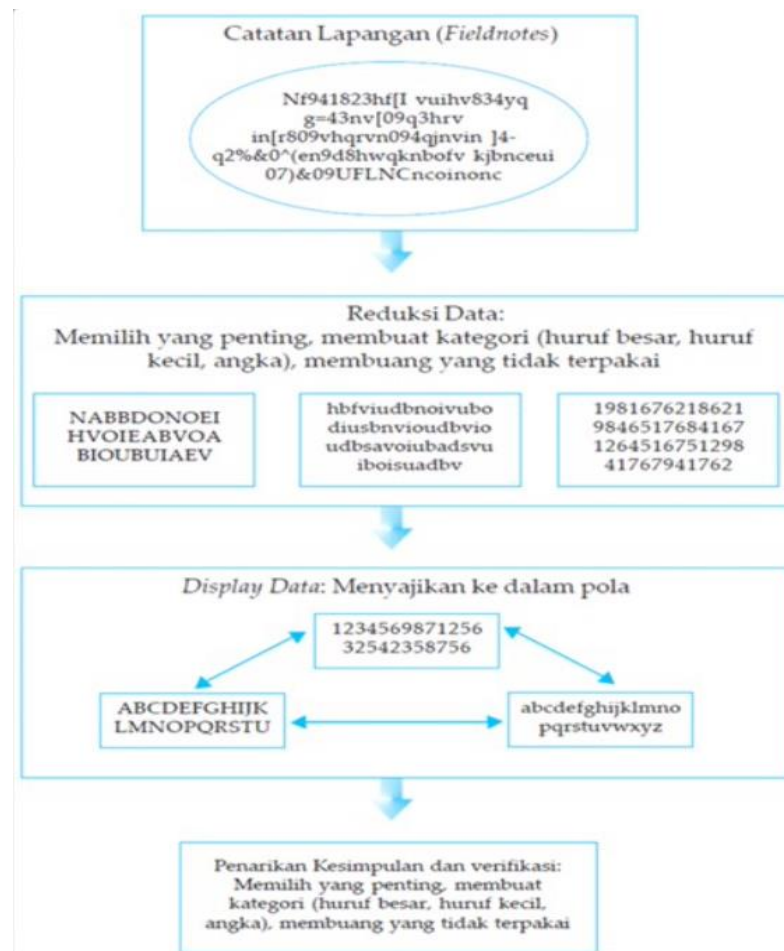 Catatan Lapangan (Fieldnotes)
Nf941823hf[I vuihv834yq
g=43nv[09q3hrv
in[r809vhqrvn094qjnvin ]4-
q2%&0^(en9d8hwqknbofv kjbnceui
07)&09UFLNCncoinonc
Reduksi Data:
Memilih yang penting, membuat kategori (huruf besar, huruf
kecil, angka), membuang yang tidak terpakai
NABBDONOEI
HVOIEABVOA
BIOUBUIAEV
hbfviudbnoivubo
diusbnvioudbvio
udbsavoiubadsvu
iboisuadbv
1981676218621
9846517684167
1264516751298
41767941762
Display Data: Menyajikan ke dalam pola
1234569871256
32542358756
ABCDEFGHIJK
LMNOPQRSTU
abcdefghijklmno
pqrstuvwxyz
Penarikan Kesimpulan dan verifikasi:
Memilih yang penting, membuat
kategori (huruf besar, huruf kecil,
angka), membuang yang tidak terpakai